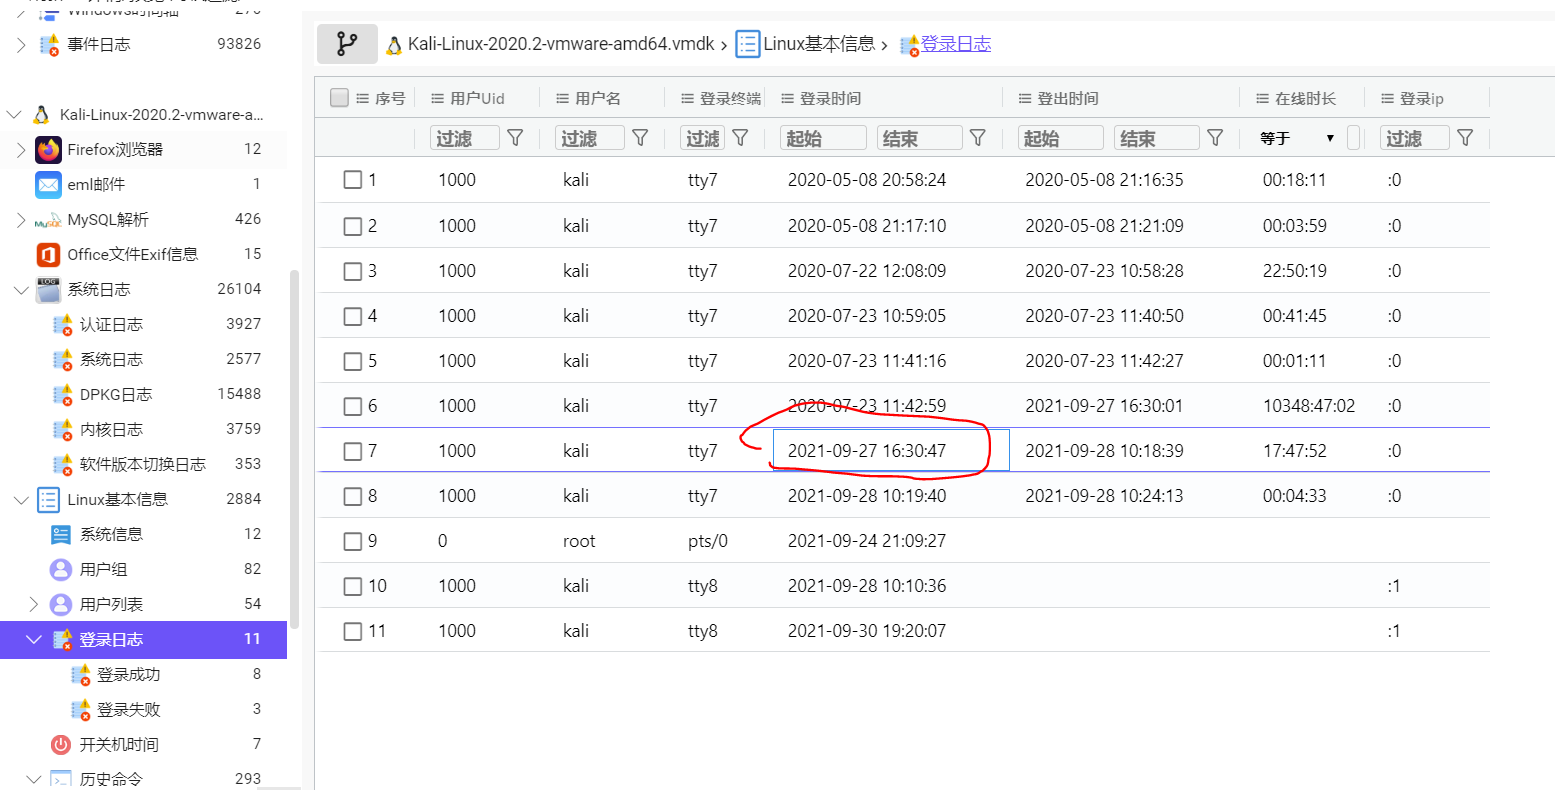 Windows时间轴 276
事件日志 93826
Kali-Linux-2020.2-vmware-a...
Firefox浏览器 12
eml邮件 1
MySQL解析 426
Office文件Exif信息 15
系统日志 26104
认证日志 3927
系统日志 2577
DPKG日志 15488
内核日志 3759
软件版本切换日志 353
Linux基本信息 2884
系统信息 12
用户组 82
用户列表 54
登录日志 11
登录成功 8
登录失败 3
开关机时间 7
历史命令 293
Kali-Linux-2020.2-vmware-amd64.vmdk › Linux基本信息 › 登录日志
序号 用户Uid 用户名 登录终端 登录时间 登出时间 在线时长 登录ip
过滤 过滤 过滤 起始 结束 起始 结束 等于 ▼ 过滤
1 1000 kali tty7 2020-05-08 20:58:24 2020-05-08 21:16:35 00:18:11 :0
2 1000 kali tty7 2020-05-08 21:17:10 2020-05-08 21:21:09 00:03:59 :0
3 1000 kali tty7 2020-07-22 12:08:09 2020-07-23 10:58:28 22:50:19 :0
4 1000 kali tty7 2020-07-23 10:59:05 2020-07-23 11:40:50 00:41:45 :0
5 1000 kali tty7 2020-07-23 11:41:16 2020-07-23 11:42:27 00:01:11 :0
6 1000 kali tty7 2020-07-23 11:42:59 2021-09-27 16:30:01 10348:47:02 :0
7 1000 kali tty7 2021-09-27 16:30:47 2021-09-28 10:18:39 17:47:52 :0
8 1000 kali tty7 2021-09-28 10:19:40 2021-09-28 10:24:13 00:04:33 :0
9 0 root pts/0 2021-09-24 21:09:27
10 1000 kali tty8 2021-09-28 10:10:36 :1
11 1000 kali tty8 2021-09-30 19:20:07 :1